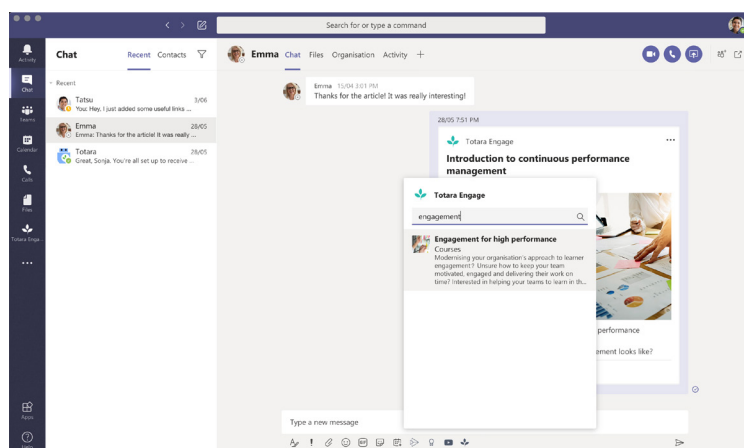 Search for or type a command
Activity
Chat
Teams
Calendar
Calls
Files
Totara Enga...
Apps
Help
Chat
Recent
Contacts
Recent
Tatsu
3/06
You: Hey, I just added some useful links ...
Emma
28/05
Emma: Thanks for the article! It was really ...
Totara
28/05
Great, Sonja. You're all set up to receive ...
Emma Chat Files Organisation Activity
Emma 15/04 3:01 PM
Thanks for the article! It was really interesting!
28/05 7:51 PM
Totara Engage
Introduction to continuous performance
management
Totara Engage
engagement
Engagement for high performance
Courses
Modernising your organisation's approach to learner
engagement? Unsure how to keep your team
motivated, engaged and delivering their work on
time? Interested in helping your teams to learn in th...
performance
ement looks like?
Type a new message
GIF